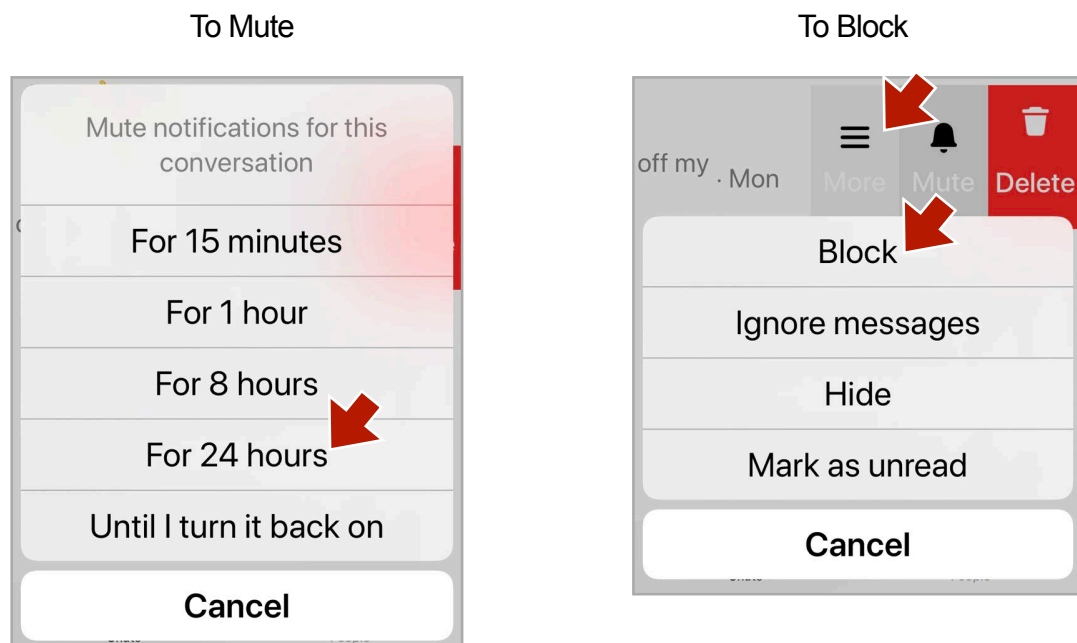 To Mute
Mute notifications for this
conversation
For 15 minutes
For 1 hour
For 8 hours
For 24 hours
Until I turn it back on
Cancel
To Block
off my . Mon
More
Mute
Delete
Block
Ignore messages
Hide
Mark as unread
Cancel